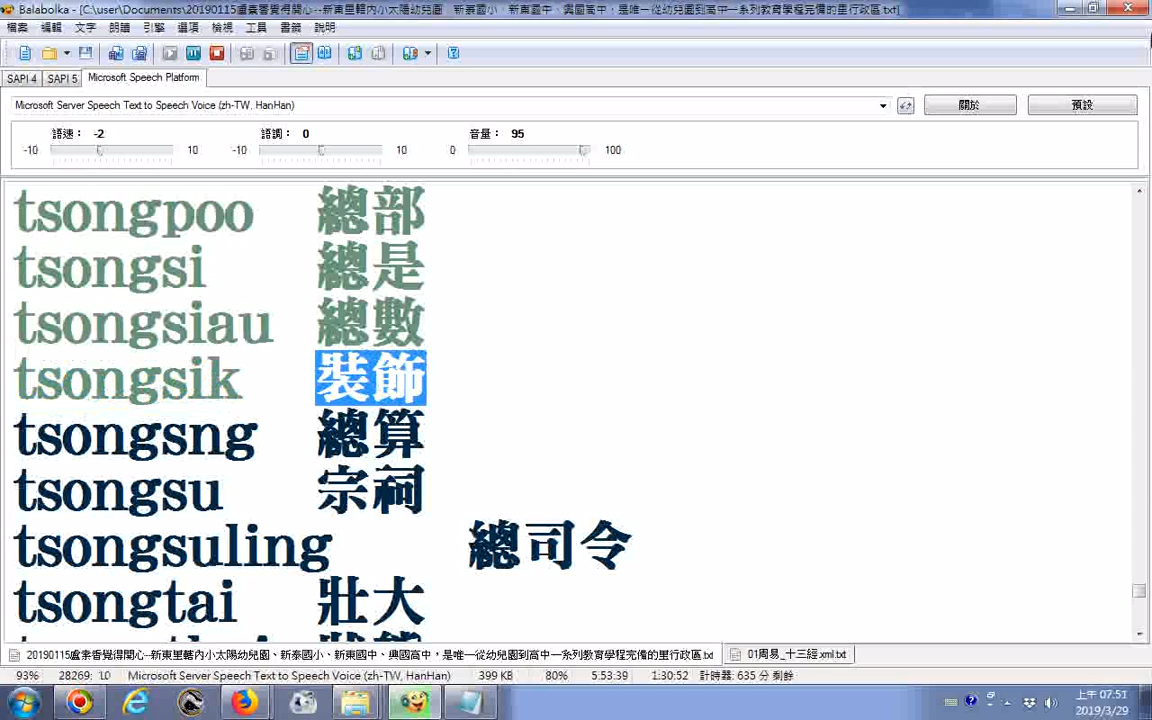 Balabolka - [C:\user\Documents\20190115盧素香覺得開心--新東里轄內小太陽幼兒園、新泰國小、新東國中、興國高中，是唯一從幼兒園到高中一系列教育學程完備的里行政區.txt]
檔案 編輯 文字 朗讀 引擎 選項 檢視 工具 書籤 說明
SAPI 4 SAPI 5 Microsoft Speech Platform
Microsoft Server Speech Text to Speech Voice (zh-TW, HanHan) 關於 預設
語速： -2 語調： 0 音量： 95
-10 10 -10 10 0 100
tsongpoo 總部
tsongsi 總是
tsongsiau 總數
tsongsik 裝飾
tsongsng 總算
tsongsu 宗祠
tsongsuling 總司令
tsongtai 壯大
20190115盧素香覺得開心--新東里轄內小太陽幼兒園、新泰國小、新東國中、興國高中，是唯一從幼兒園到高中一系列教育學程完備的里行政區.txt 01周易_十三經.xml.txt
93% 28269: 10 Microsoft Server Speech Text to Speech Voice (zh-TW, HanHan) 399 KB 80% 5:53:39 1:30:52 計時器: 635 分 剩餘
上午 07:51
2019/3/29